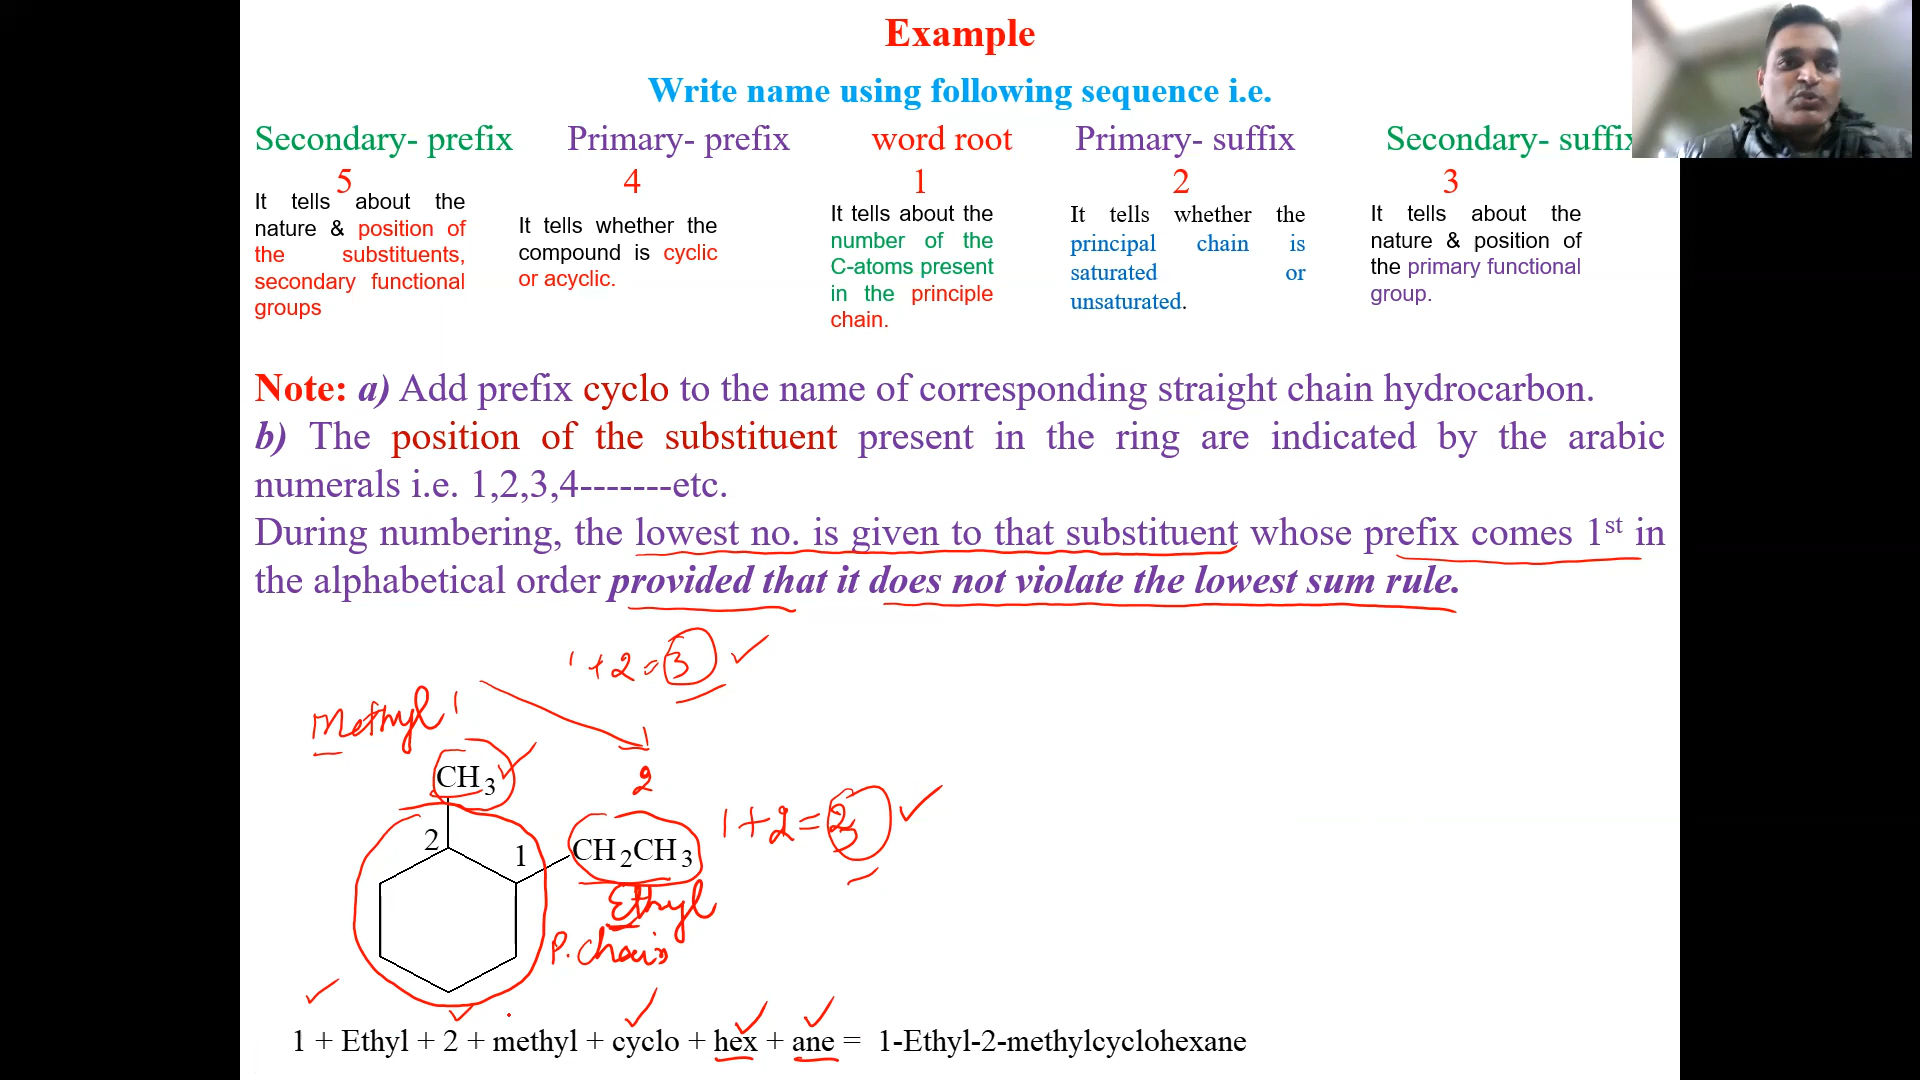 Example
Write name using following sequence i.e.
Secondary- prefix Primary- prefix word root Primary- suffix Secondary- suffix
5 4 1 2 3
It tells about the
nature & position of
the substituents,
secondary functional
groups
It tells whether the
compound is cyclic
or acyclic.
It tells about the
number of the
C-atoms present
in the principle
chain.
It tells whether the
principal chain is
saturated or
unsaturated.
It tells about the
nature & position of
the primary functional
group.
Note: a) Add prefix cyclo to the name of corresponding straight chain hydrocarbon.
b) The position of the substituent present in the ring are indicated by the arabic
numerals i.e. 1,2,3,4-------etc.
During numbering, the lowest no. is given to that substituent whose prefix comes 1st in
the alphabetical order provided that it does not violate the lowest sum rule.
1+2=3
Methyl 1
1
CH3
2
1+2=3
2
1
CH2CH3
Ethyl
P. Chain
1 + Ethyl + 2 + methyl + cyclo + hex + ane = 1-Ethyl-2-methylcyclohexane